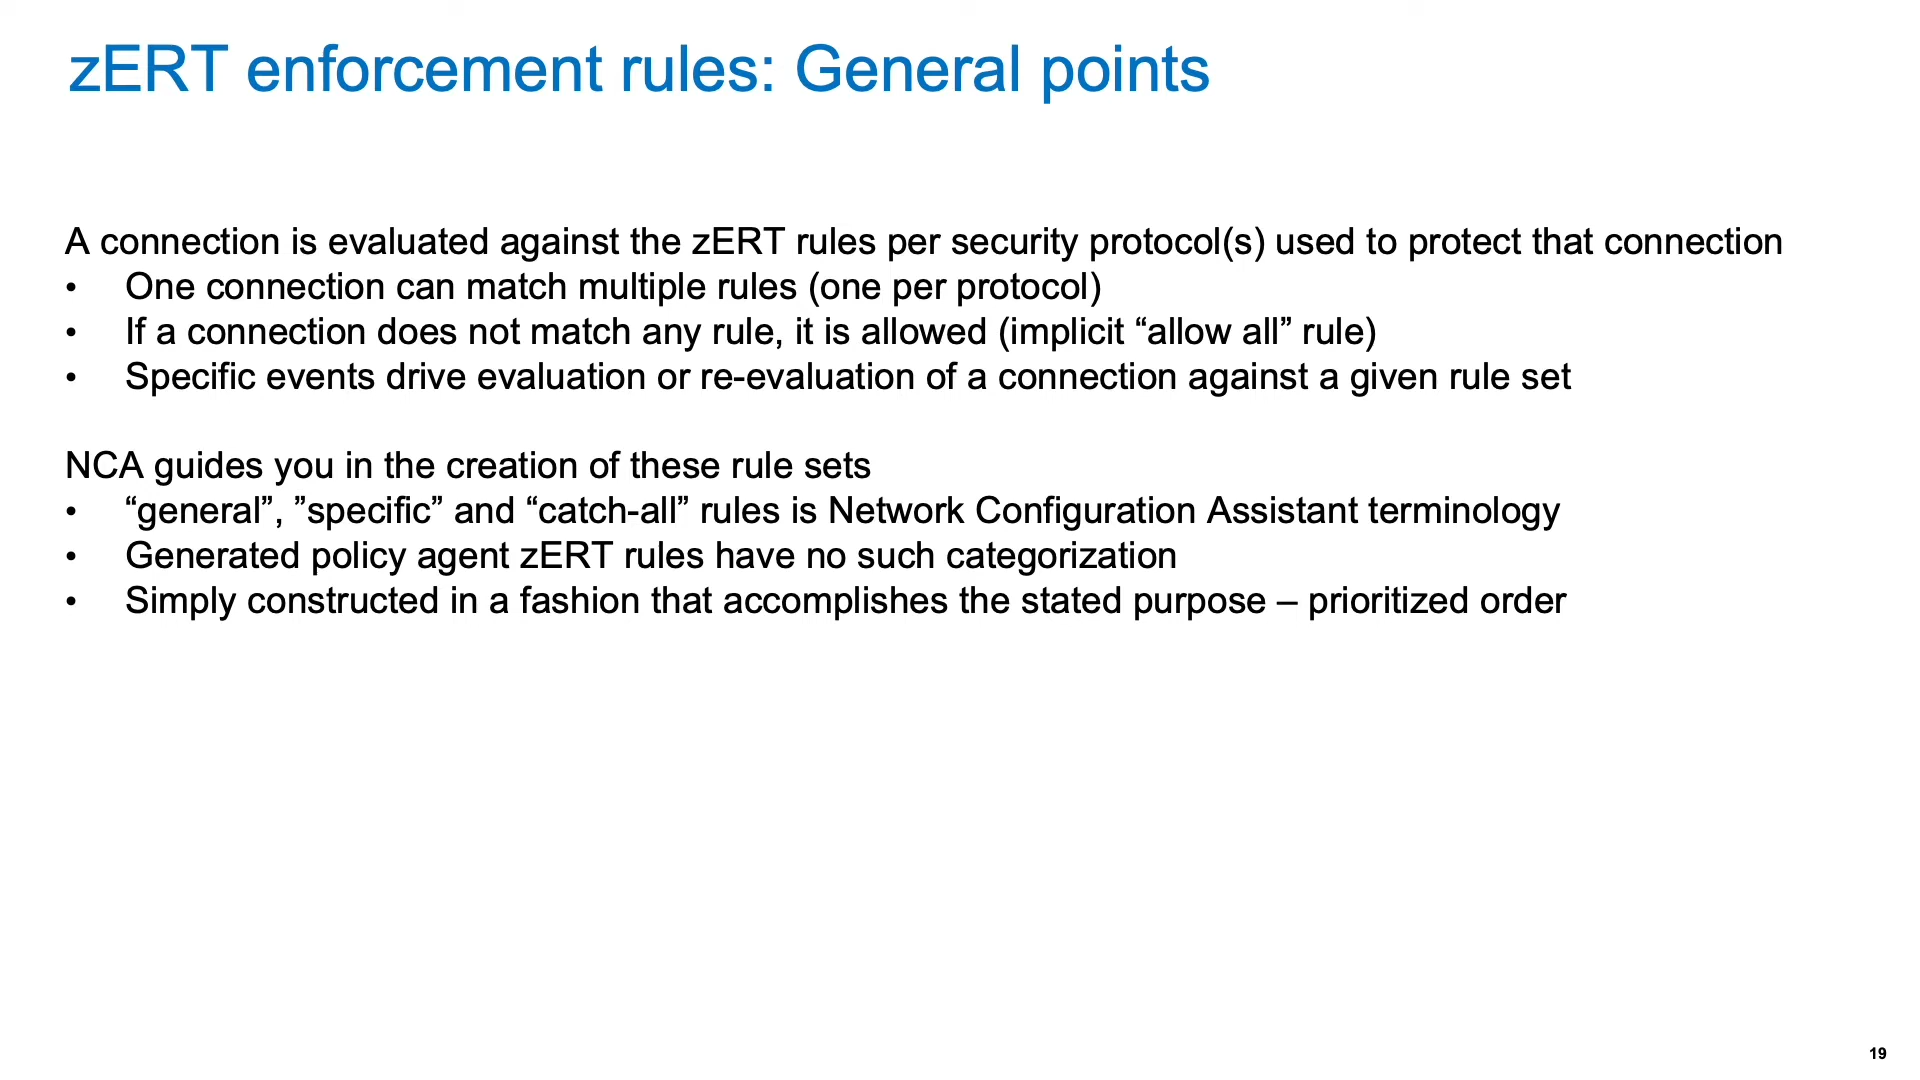 zERT enforcement rules: General points
A connection is evaluated against the zERT rules per security protocol(s) used to protect that connection
• One connection can match multiple rules (one per protocol)
• If a connection does not match any rule, it is allowed (implicit “allow all” rule)
• Specific events drive evaluation or re-evaluation of a connection against a given rule set
NCA guides you in the creation of these rule sets
• “general”, ”specific” and “catch-all” rules is Network Configuration Assistant terminology
• Generated policy agent zERT rules have no such categorization
• Simply constructed in a fashion that accomplishes the stated purpose – prioritized order
19